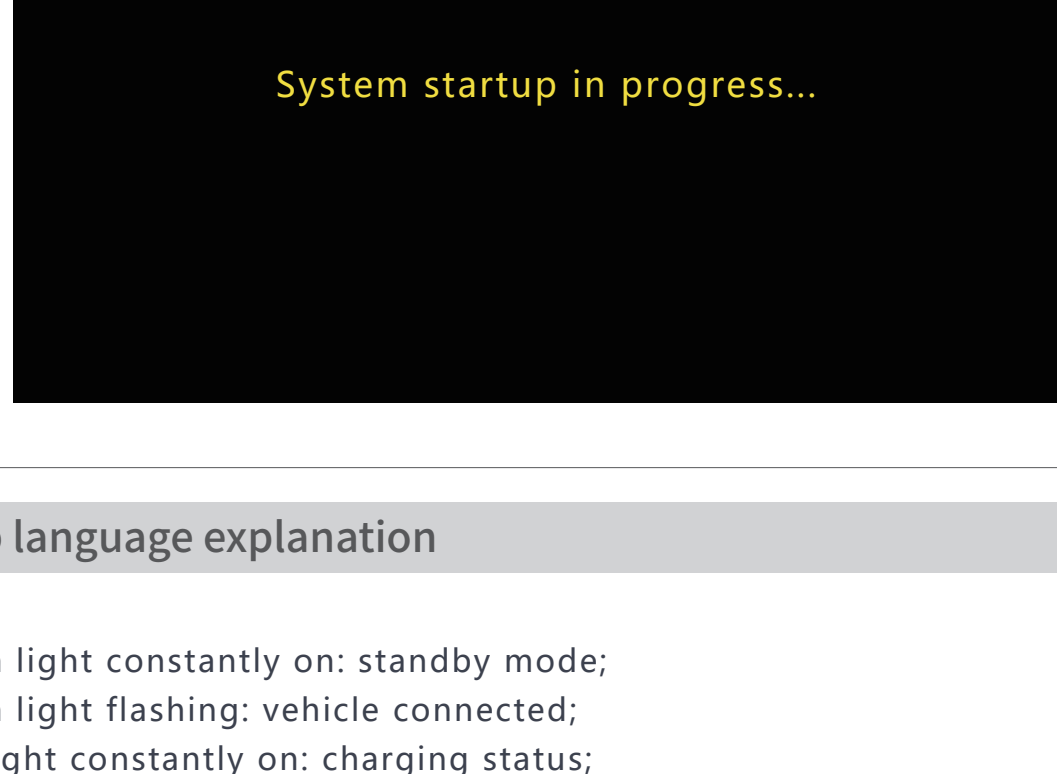 System startup in progress...
language explanation
light constantly on: standby mode;
light flashing: vehicle connected;
constantly on: charging status;